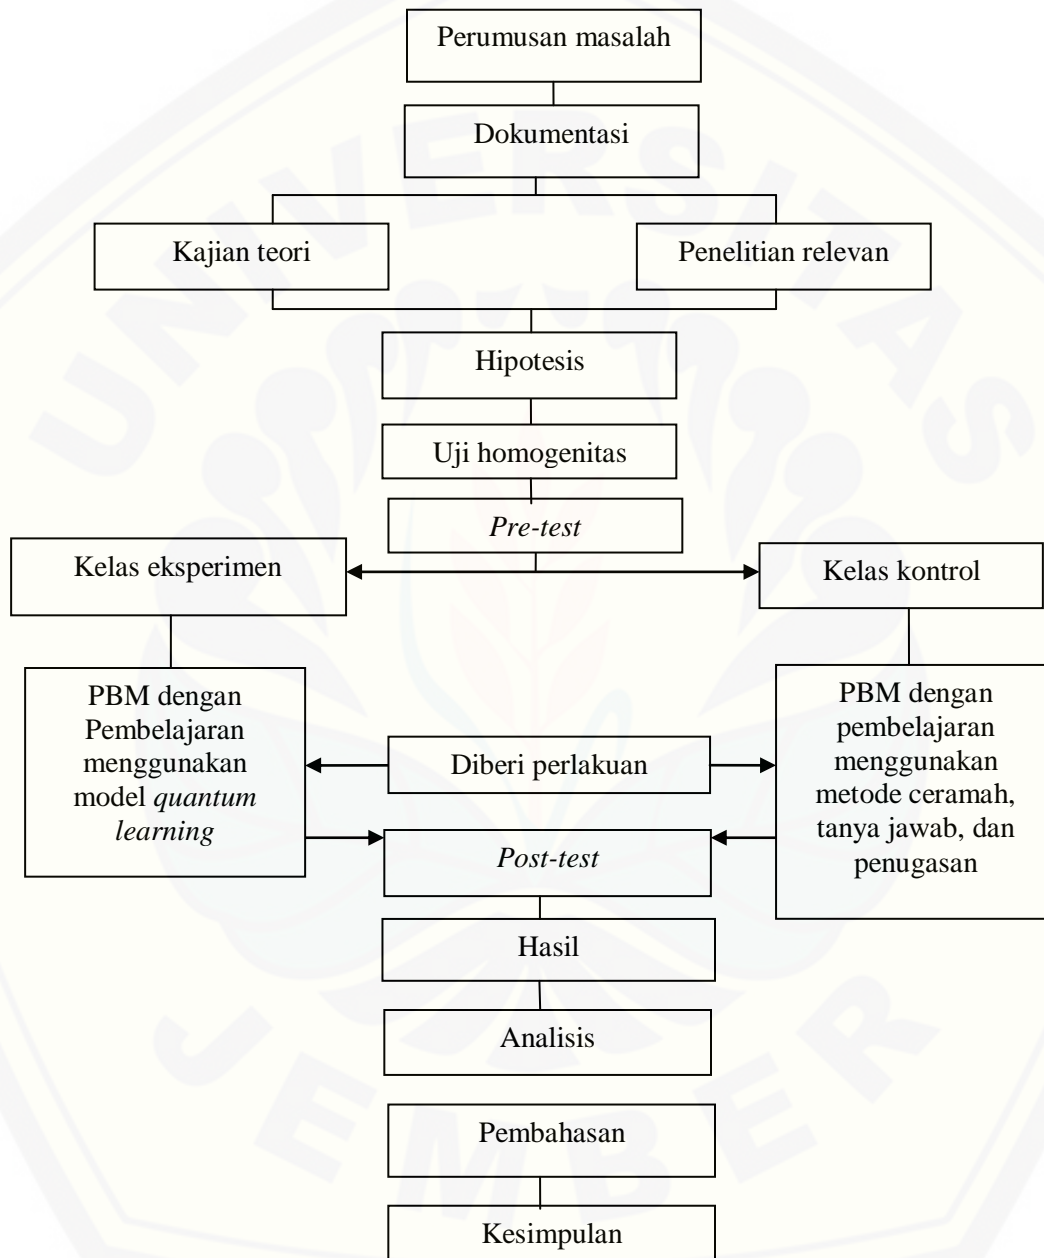 Perumusan masalah
Dokumentasi
Kajian teori
Penelitian relevan
Hipotesis
Uji homogenitas
Pre-test
Kelas eksperimen
Kelas kontrol
PBM dengan
Pembelajaran
menggunakan
model quantum
learning
Diberi perlakuan
PBM dengan
pembelajaran
menggunakan
metode ceramah,
tanya jawab, dan
penugasan
Post-test
Hasil
Analisis
Pembahasan
Kesimpulan
UNIVERSITAS
JEMBER